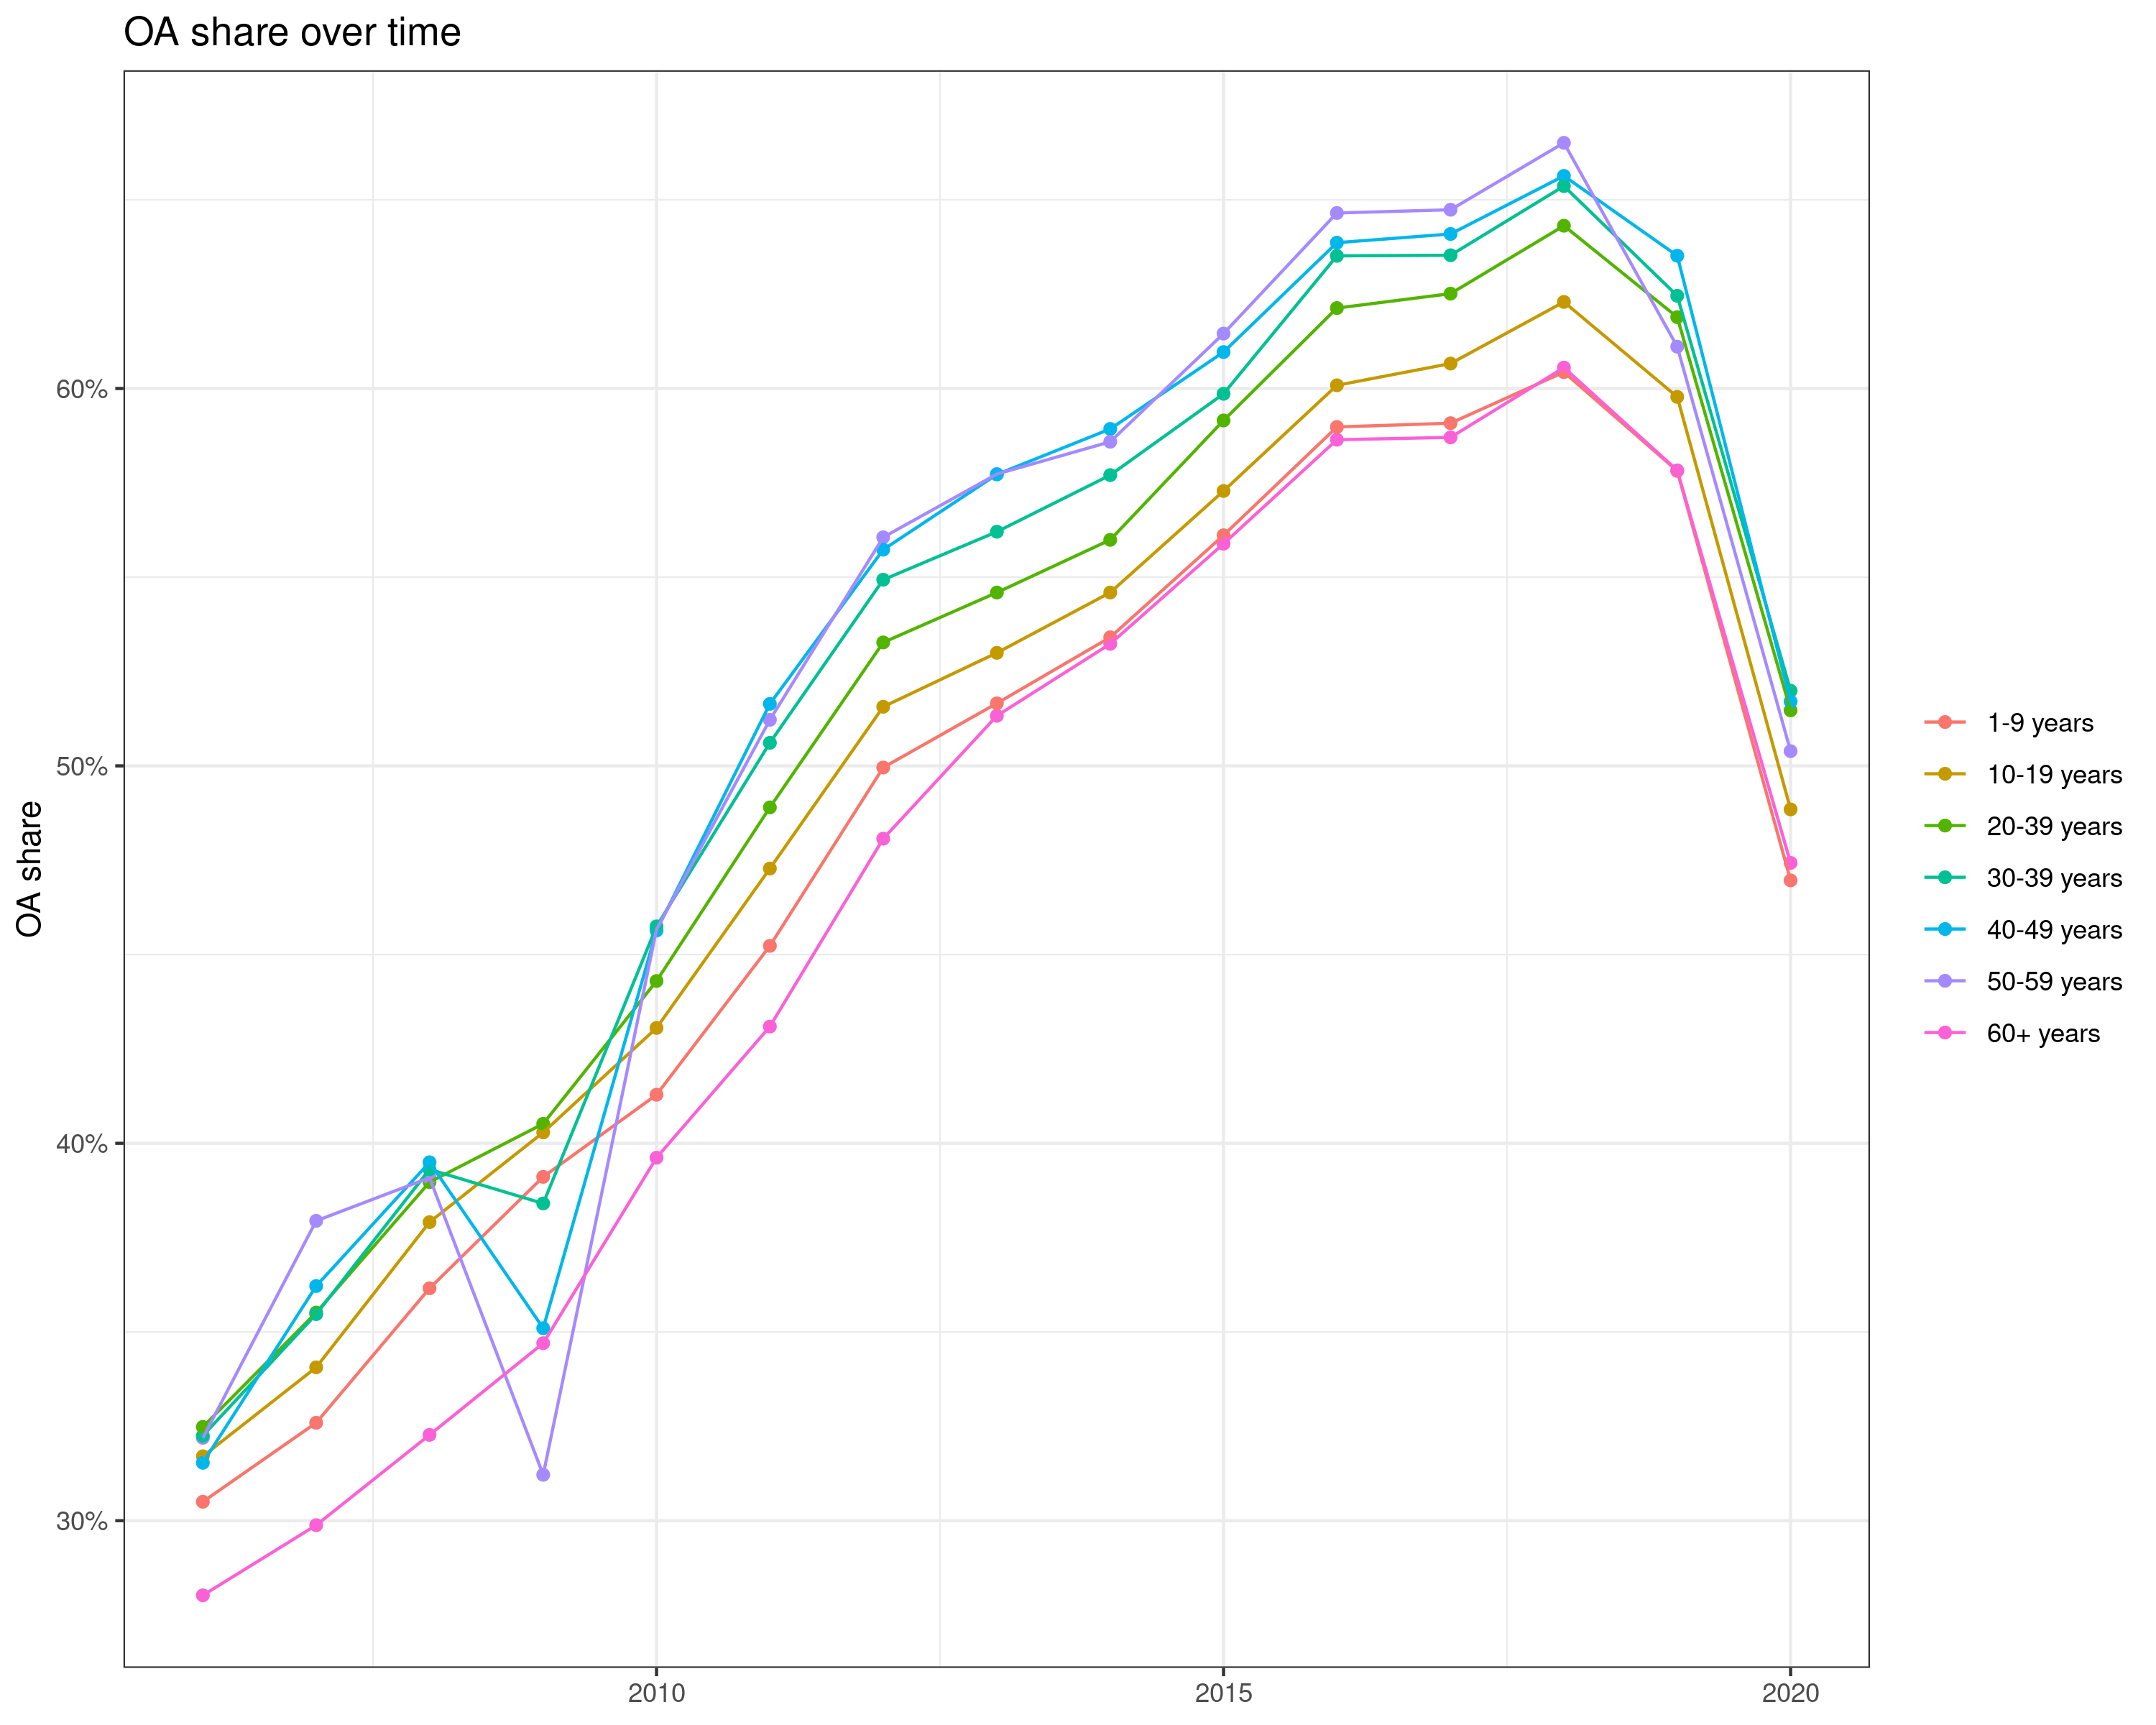 OA share over time
OA share
60%
50%
40%
30%
2010
2015
2020
1-9 years
10-19 years
20-39 years
30-39 years
40-49 years
50-59 years
60+ years